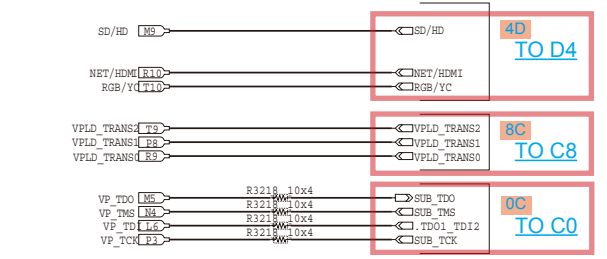 SD/HD M9 SD/HD 4D
TO D4
NET/HDMI R10 NET/HDMI
RGB/YC T10 RGB/YC
VPLD_TRANS2 T9 VPLD_TRANS2 8C
VPLD_TRANS1 P8 VPLD_TRANS1
VPLD_TRANS0 R9 VPLD_TRANS0 TO C8
R3218 10x4
VP_TDO M5 SUB_TDO 0C
R3218 10x4
VP_TMS N4 SUB_TMS
R3218 10x4
VP_TDI L6 .TDO1_TDI2 TO C0
R3218 10x4
VP_TCK P3 SUB_TCK